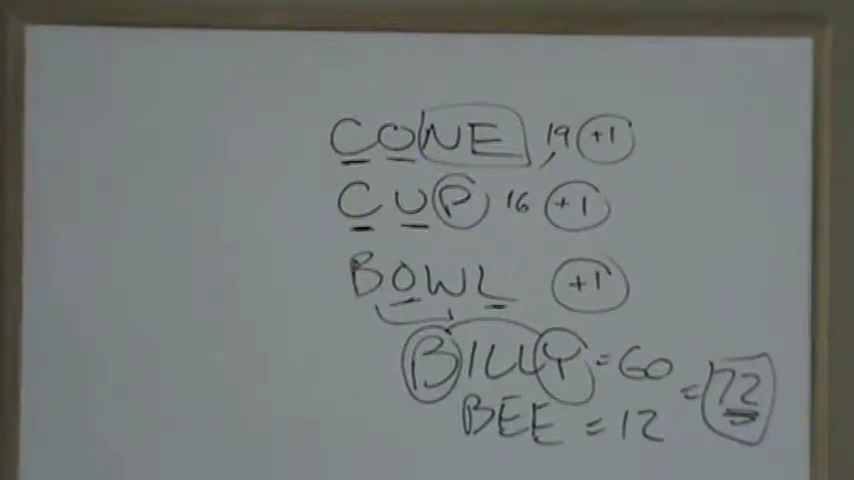 CONE, 19 +1
CUP 16 +1
BOWL +1
BILLY = 60
BEE = 12 = 72